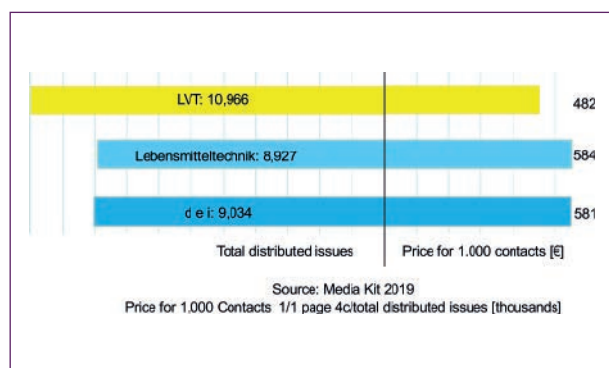 LVT: 10,966 482
Lebensmitteltechnik: 8,927 584
d e i: 9,034 581
Total distributed issues Price for 1.000 contacts [€]
Source: Media Kit 2019
Price for 1,000 Contacts 1/1 page 4c/total distributed issues [thousands]